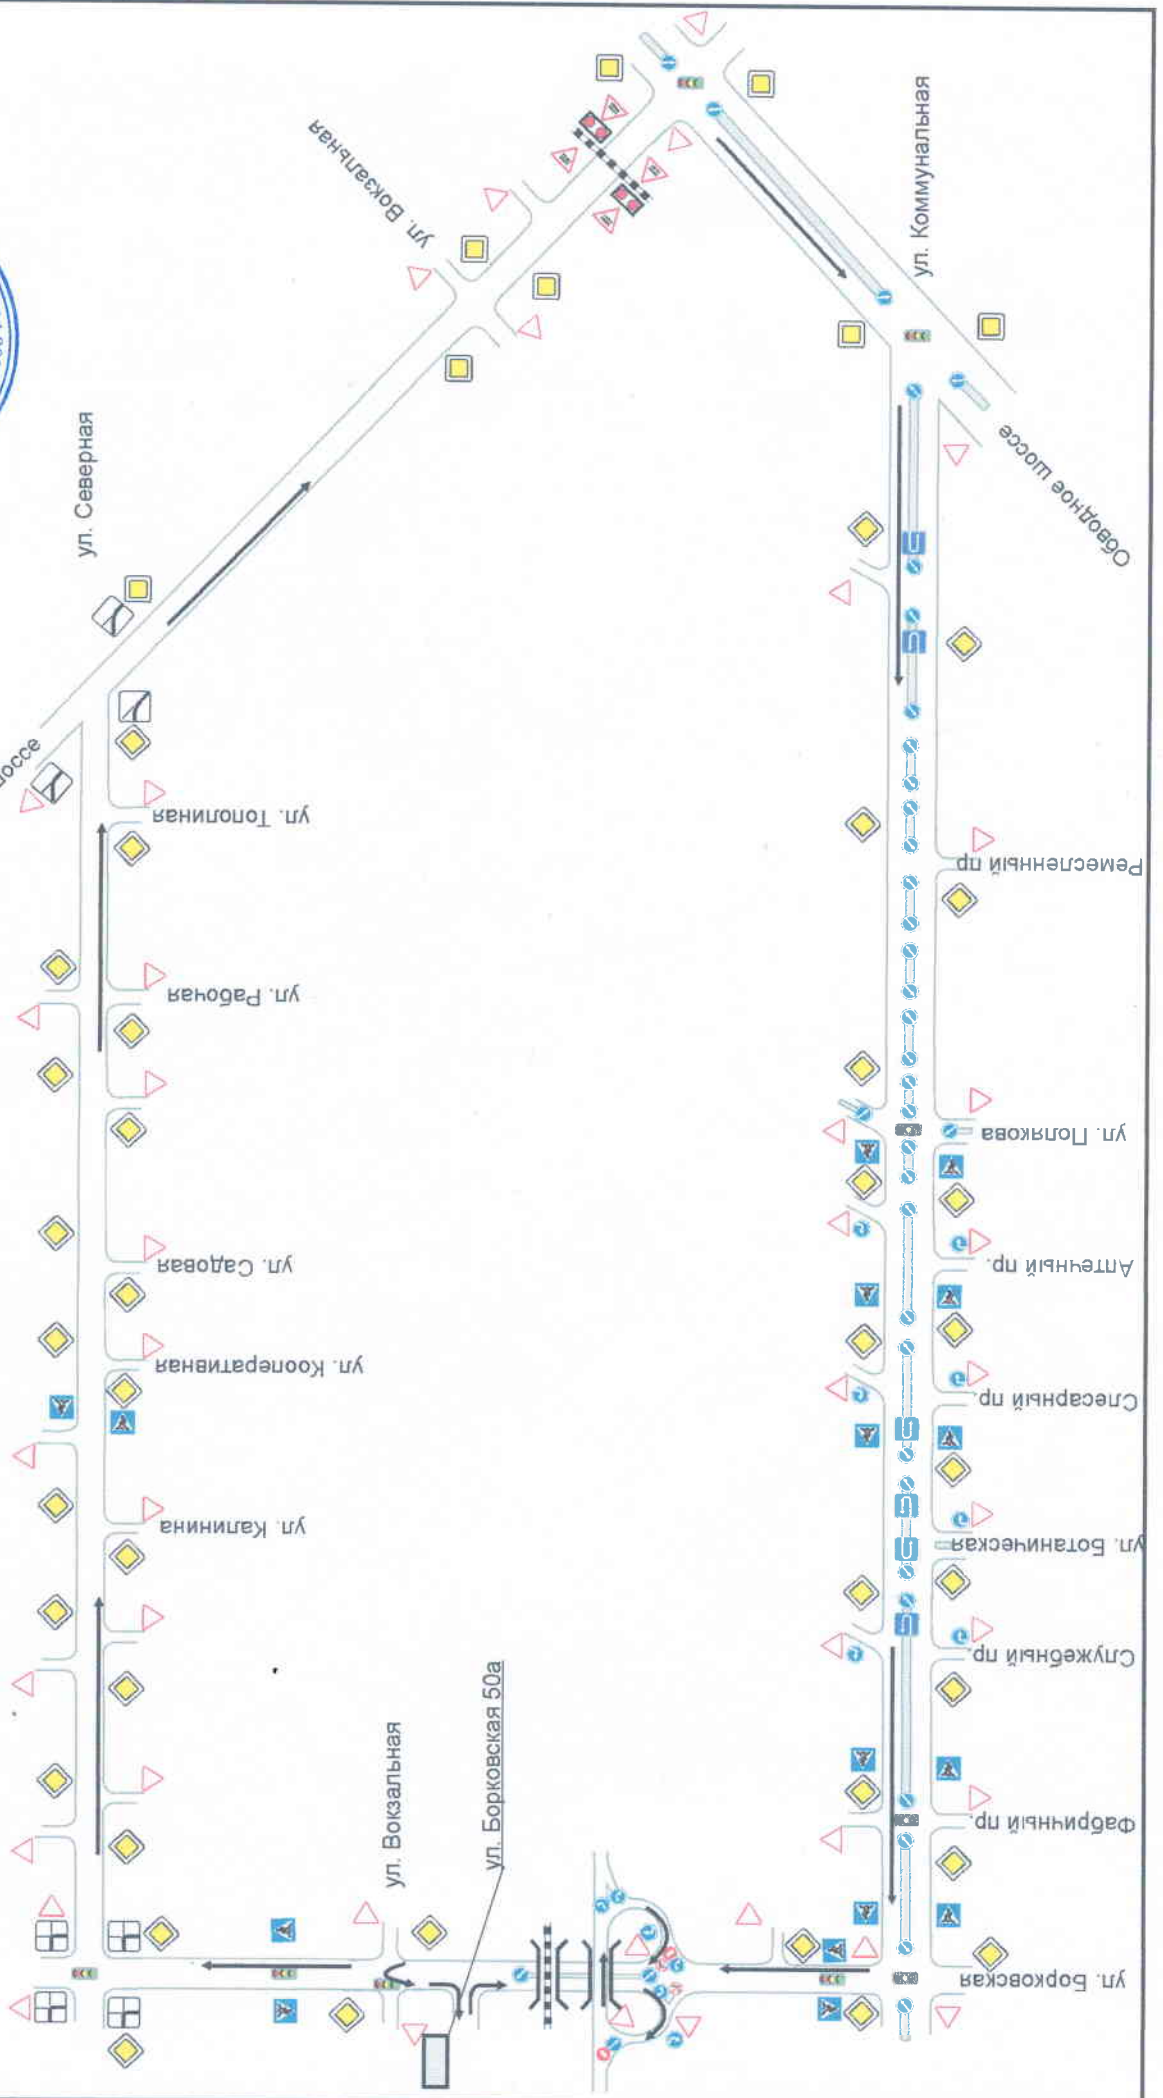 ул. Северная
ул. Вокзальная
ул. Коммунальная
Обводное шоссе
ул. Тополиная
ул. Рабочая
ул. Садовая
ул. Кооперативная
ул. Калинина
ул. Вокзальная
ул. Борковская 50а
Ремесленный пр
ул. Полякова
Аптечный пр.
Слесарный пр.
ул. Ботаническая
Служебный пр.
Фабричный пр.
ул. Борковская